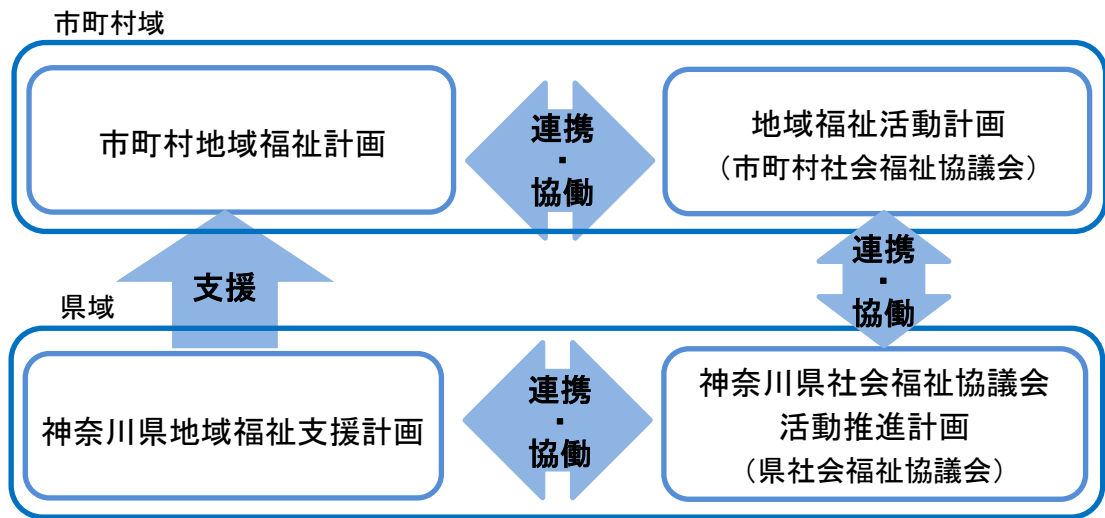 市町村域
市町村地域福祉計画
連携
・
協働
地域福祉活動計画
（市町村社会福祉協議会）
支援
連携
・
協働
県域
神奈川県地域福祉支援計画
連携
・
協働
神奈川県社会福祉協議会
活動推進計画
（県社会福祉協議会）